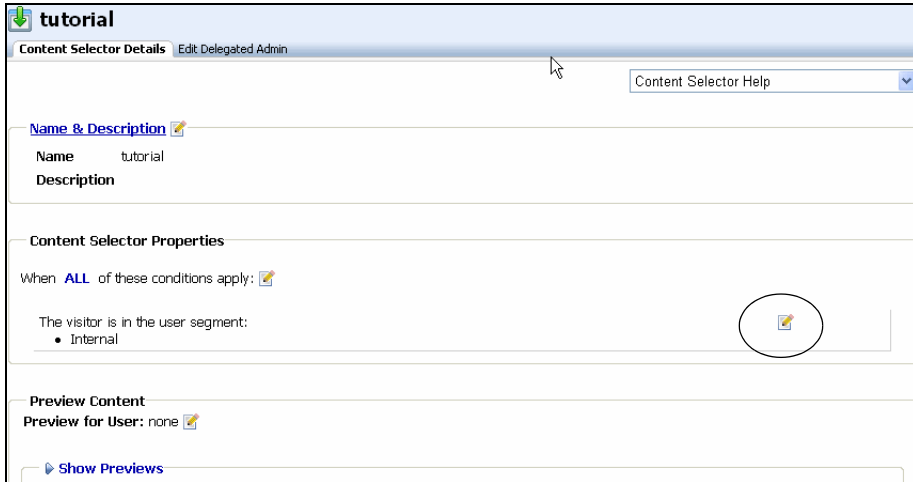 tutorial
Content Selector Details Edit Delegated Admin
Content Selector Help
Name & Description
Name tutorial
Description
Content Selector Properties
When ALL of these conditions apply:
The visitor is in the user segment:
• Internal
Preview Content
Preview for User: none
Show Previews